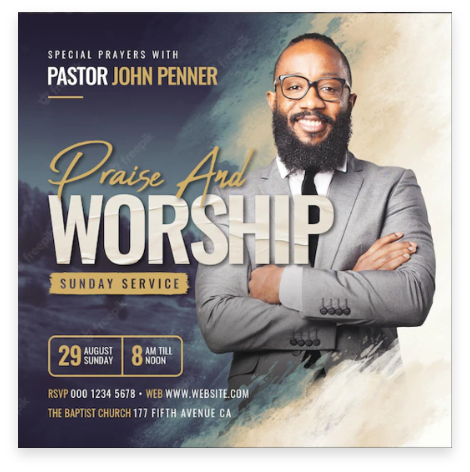 SPECIAL PRAYERS WITH
PASTOR JOHN PENNER
Praise And
WORSHIP
SUNDAY SERVICE
29 AUGUST SUNDAY 8 AM TILL NOON
RSVP 000 1234 5678 • WEB WWW.WEBSITE.COM
THE BAPTIST CHURCH 177 FIFTH AVENUE CA